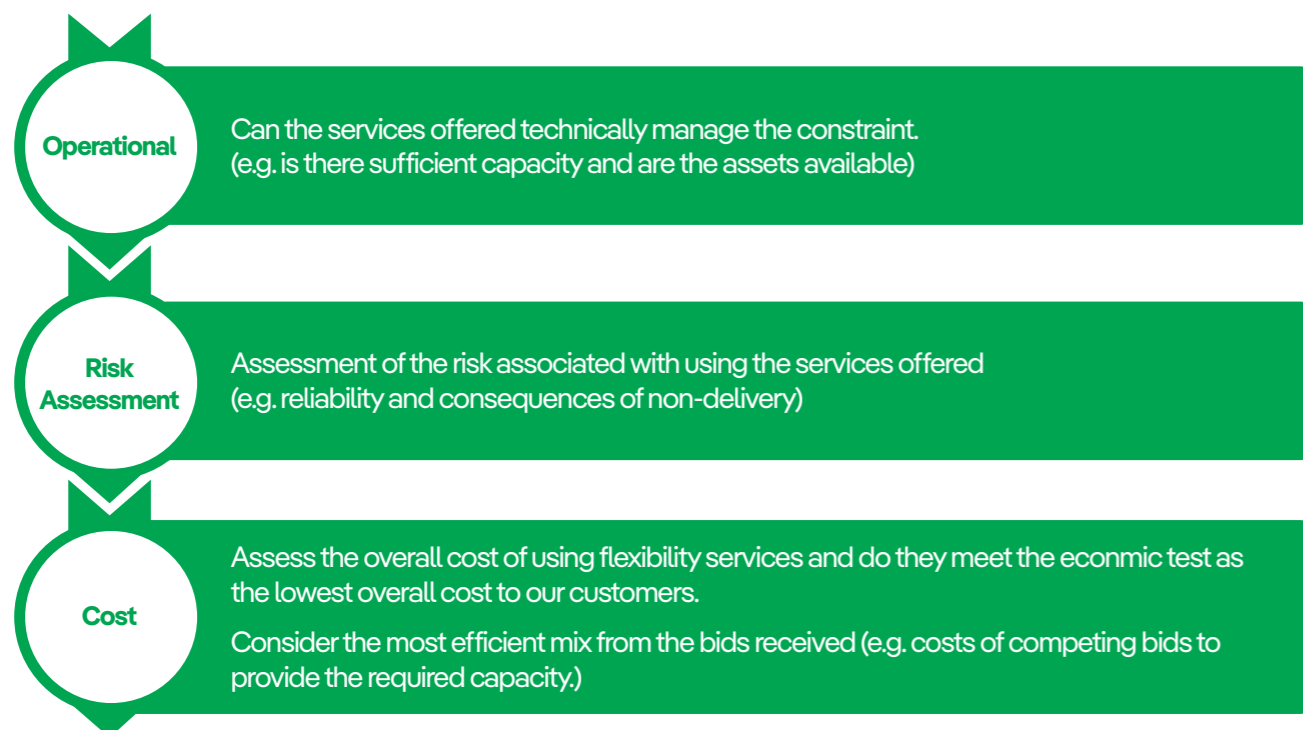 Operational
Can the services offered technically manage the constraint.
(e.g. is there sufficient capacity and are the assets available)
Risk
Assessment
Assessment of the risk associated with using the services offered
(e.g. reliability and consequences of non-delivery)
Cost
Assess the overall cost of using flexibility services and do they meet the econmic test as
the lowest overall cost to our customers.
Consider the most efficient mix from the bids received (e.g. costs of competing bids to
provide the required capacity.)